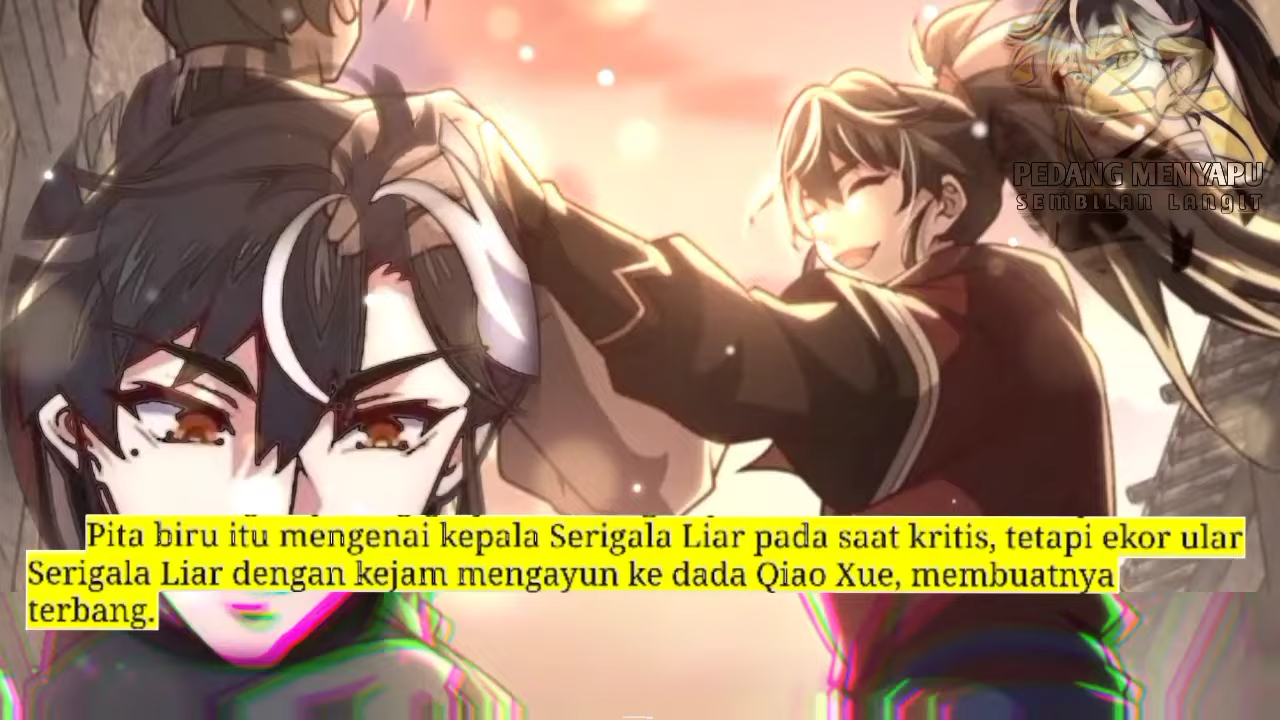 PEDANG MENYAPU
SEMBILAN LANGIT
Pita biru itu mengenai kepala Serigala Liar pada saat kritis, tetapi ekor ular
Serigala Liar dengan kejam mengayun ke dada Qiao Xue, membuatnya
terbang.